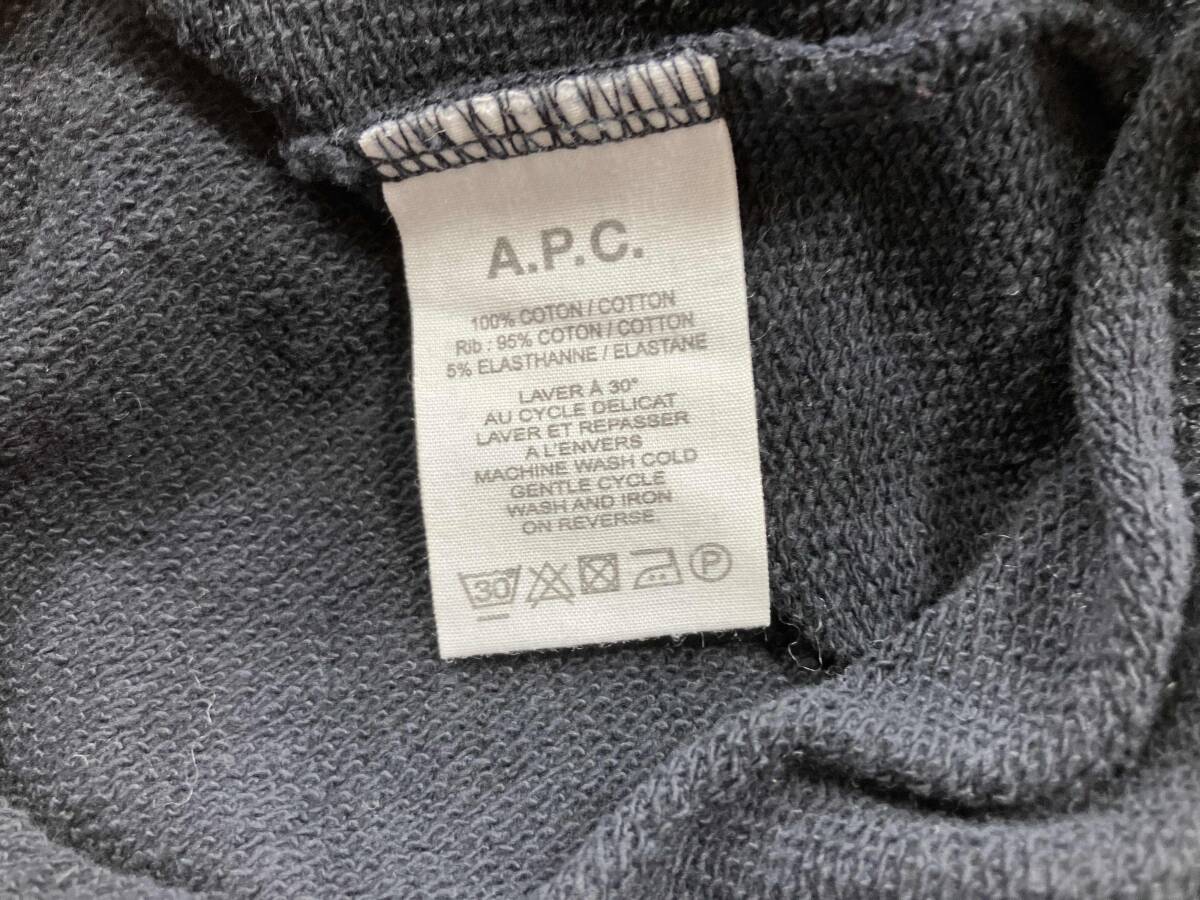 A.P.C.
100% COTON / COTTON
Rib : 95% COTON / COTTON
5% ELASTHANNE / ELASTANE
LAVER À 30°
AU CYCLE DELICAT
LAVER ET REPASSER
A L'ENVERS
MACHINE WASH COLD
GENTLE CYCLE
WASH AND IRON
ON REVERSE.
30 P